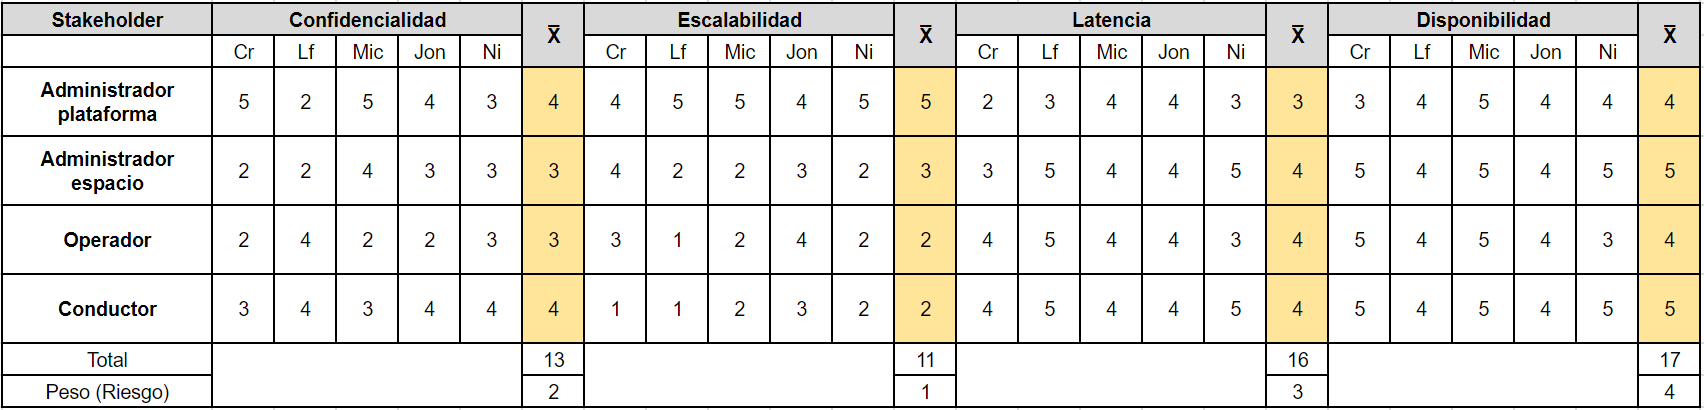 Stakeholder Confidencialidad X̅ Escalabilidad X̅ Latencia X̅ Disponibilidad X̅
Cr Lf Mic Jon Ni Cr Lf Mic Jon Ni Cr Lf Mic Jon Ni Cr Lf Mic Jon Ni
Administrador
plataforma
5 2 5 4 3 4 4 5 5 4 5 5 2 3 4 4 3 3 3 4 5 4 4 4
Administrador
espacio
2 2 4 3 3 3 4 2 2 3 2 3 3 5 4 4 5 4 5 4 5 4 5 5
Operador 2 4 2 2 3 3 3 1 2 4 2 2 4 5 4 4 3 4 5 4 5 4 3 4
Conductor 3 4 3 4 4 4 1 1 2 3 2 2 4 5 4 4 5 4 5 4 5 4 5 5
Total 13 11 16 17
Peso (Riesgo) 2 1 3 4